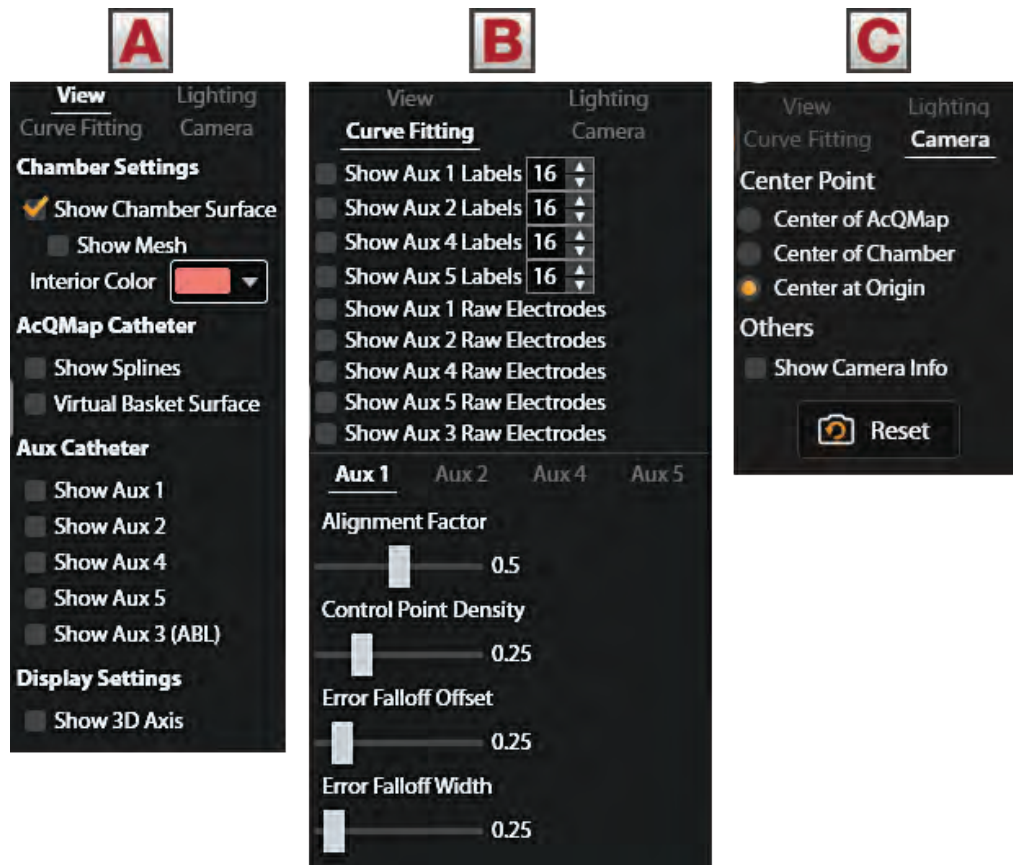 A
View Lighting
Curve Fitting Camera
Chamber Settings
Show Chamber Surface
Show Mesh
Interior Color
AcQMap Catheter
Show Splines
Virtual Basket Surface
Aux Catheter
Show Aux 1
Show Aux 2
Show Aux 4
Show Aux 5
Show Aux 3 (ABL)
Display Settings
Show 3D Axis
B
View Lighting
Curve Fitting Camera
Show Aux 1 Labels 16
Show Aux 2 Labels 16
Show Aux 4 Labels 16
Show Aux 5 Labels 16
Show Aux 1 Raw Electrodes
Show Aux 2 Raw Electrodes
Show Aux 4 Raw Electrodes
Show Aux 5 Raw Electrodes
Show Aux 3 Raw Electrodes
Aux 1 Aux 2 Aux 4 Aux 5
Alignment Factor
0.5
Control Point Density
0.25
Error Falloff Offset
0.25
Error Falloff Width
0.25
C
View Lighting
Curve Fitting Camera
Center Point
Center of AcQMap
Center of Chamber
Center at Origin
Others
Show Camera Info
Reset